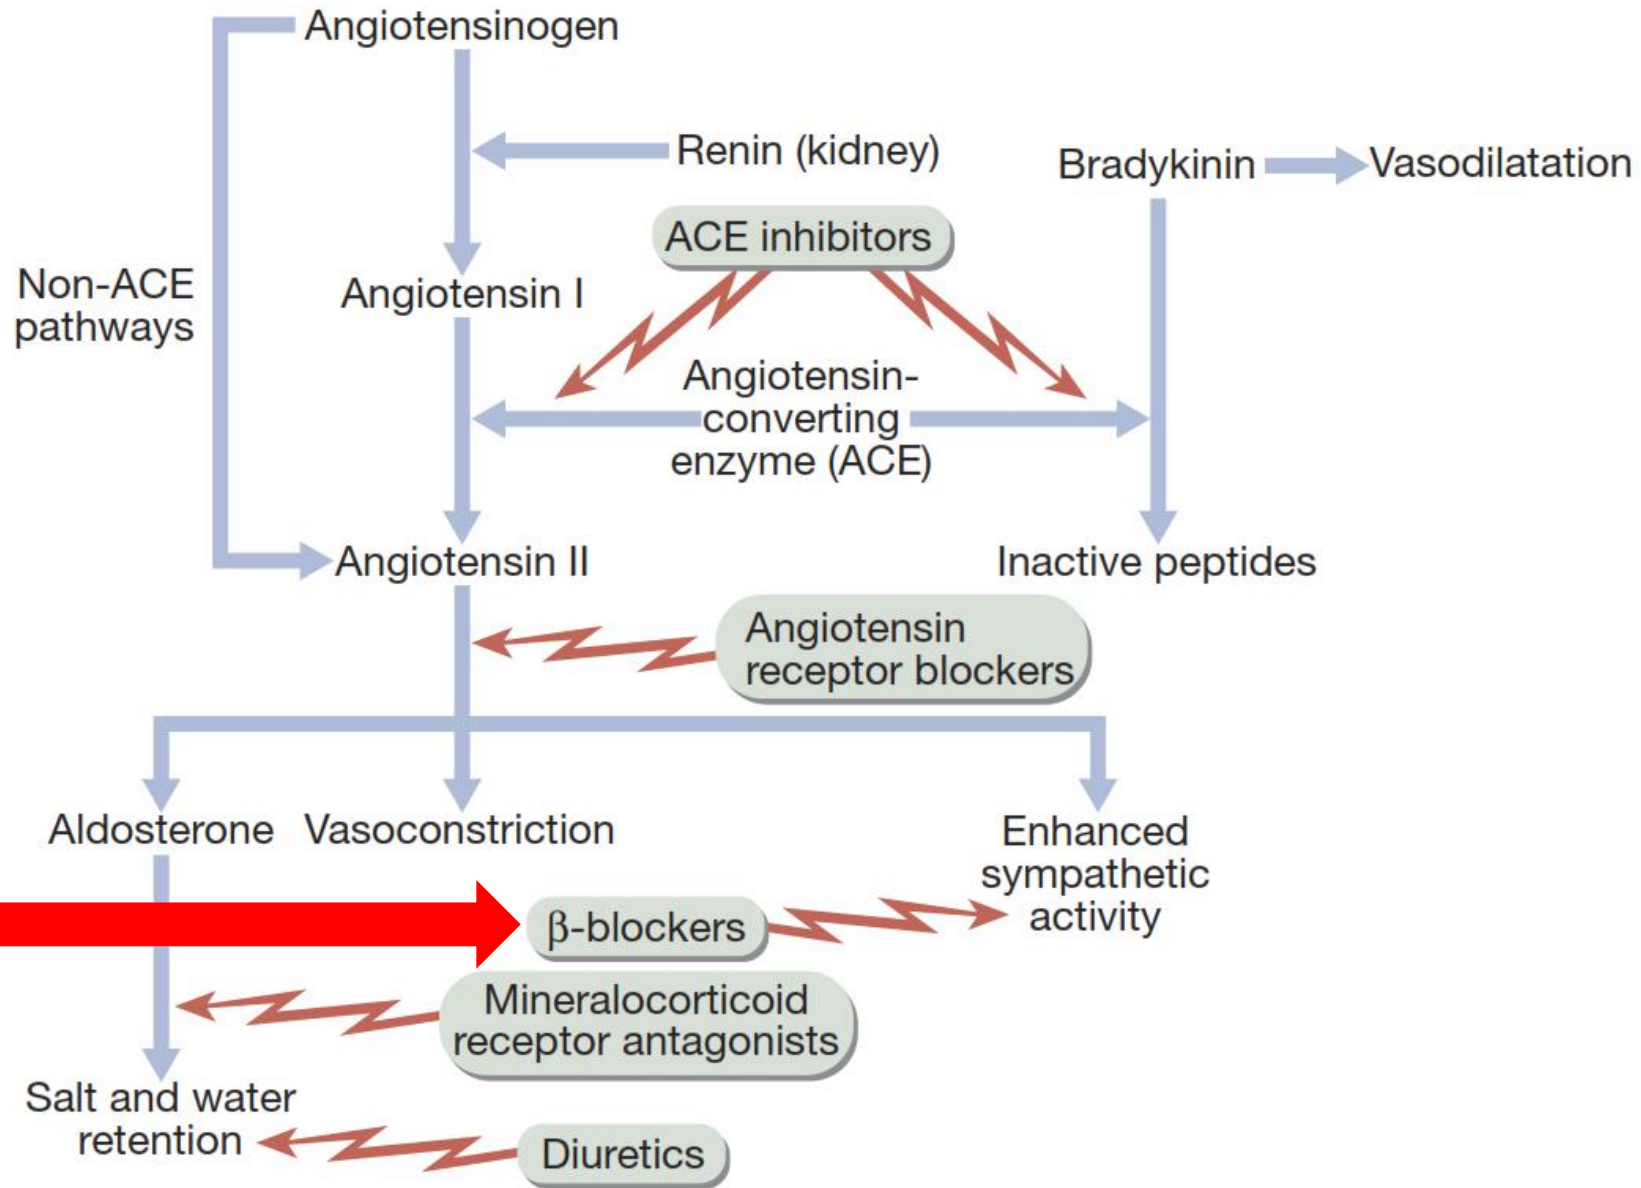 Angiotensinogen
Renin (kidney)
Bradykinin
Vasodilatation
ACE inhibitors
Non-ACE
pathways
Angiotensin I
Angiotensin-
converting
enzyme (ACE)
Angiotensin II
Inactive peptides
Angiotensin
receptor blockers
Aldosterone
Vasoconstriction
Enhanced
sympathetic
activity
β-blockers
Mineralocorticoid
receptor antagonists
Salt and water
retention
Diuretics